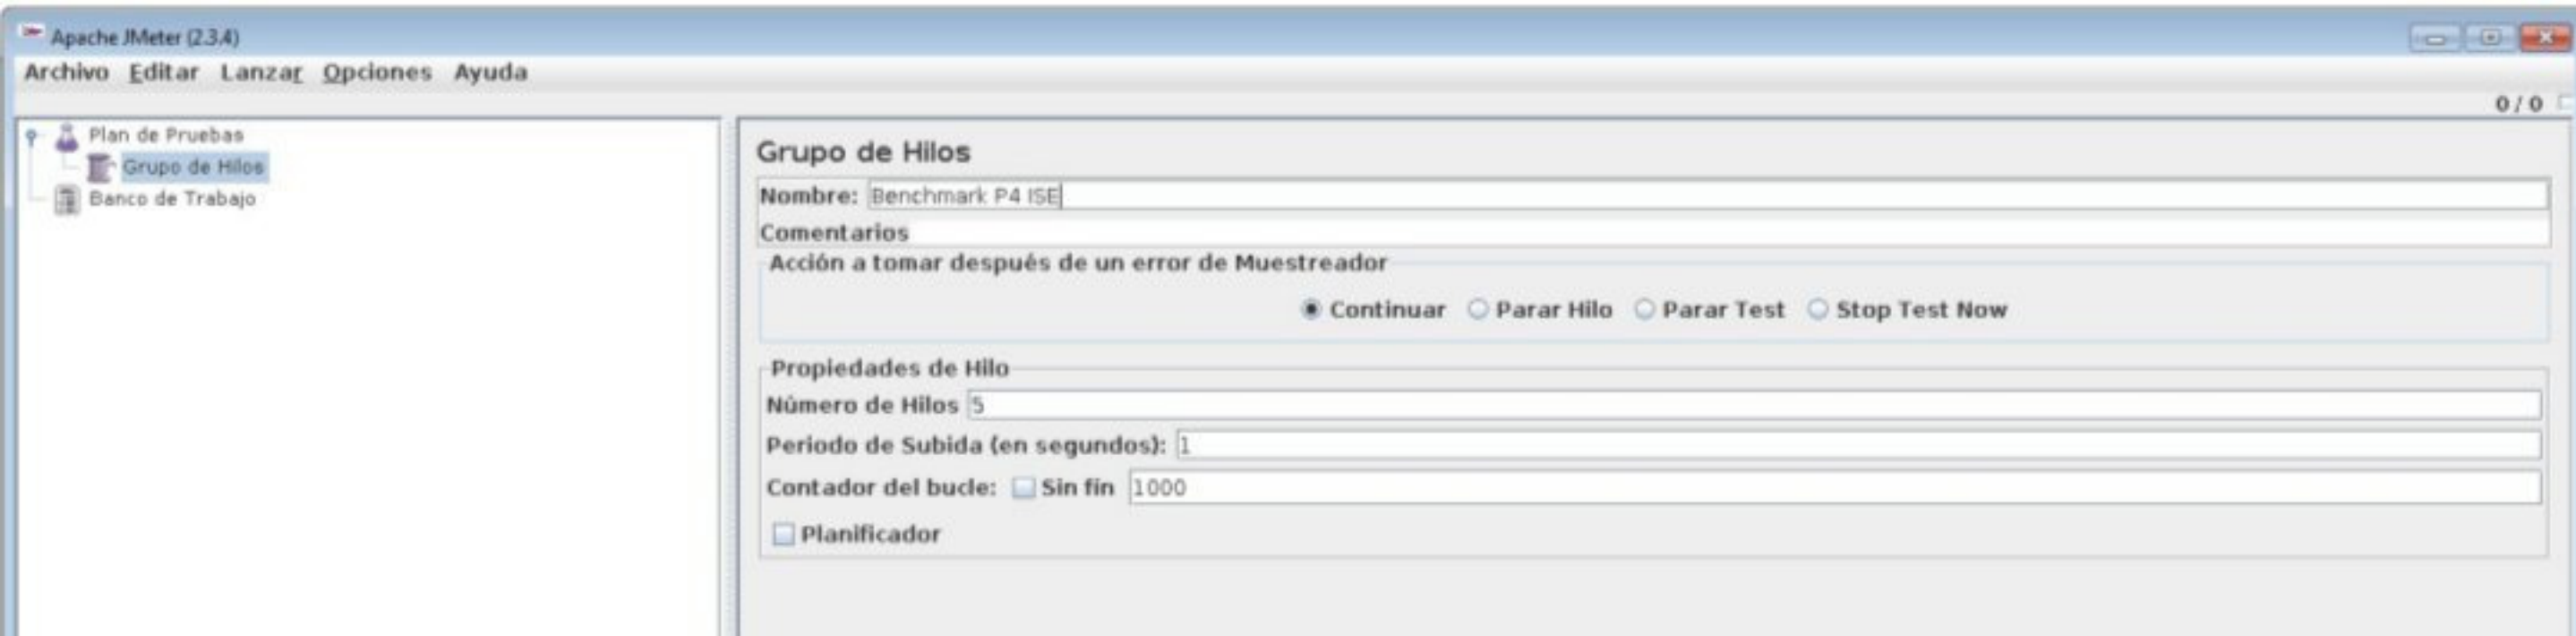 Apache JMeter (2.3.4)
Archivo Editar Lanzar Opciones Ayuda
0 / 0
Plan de Pruebas
Grupo de Hilos
Banco de Trabajo
Grupo de Hilos
Nombre: Benchmark P4 ISE
Comentarios
Acción a tomar después de un error de Muestreador
Continuar Parar Hilo Parar Test Stop Test Now
Propiedades de Hilo
Número de Hilos 5
Periodo de Subida (en segundos): 1
Contador del bucle: Sin fin 1000
Planificador